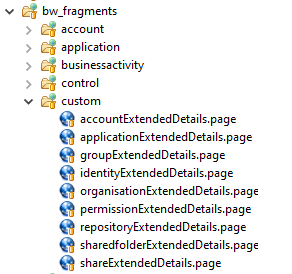 bw_fragments
account
application
businessactivity
control
custom
accountExtendedDetails.page
applicationExtendedDetails.page
groupExtendedDetails.page
identityExtendedDetails.page
organisationExtendedDetails.page
permissionExtendedDetails.page
repositoryExtendedDetails.page
sharedfolderExtendedDetails.page
shareExtendedDetails.page